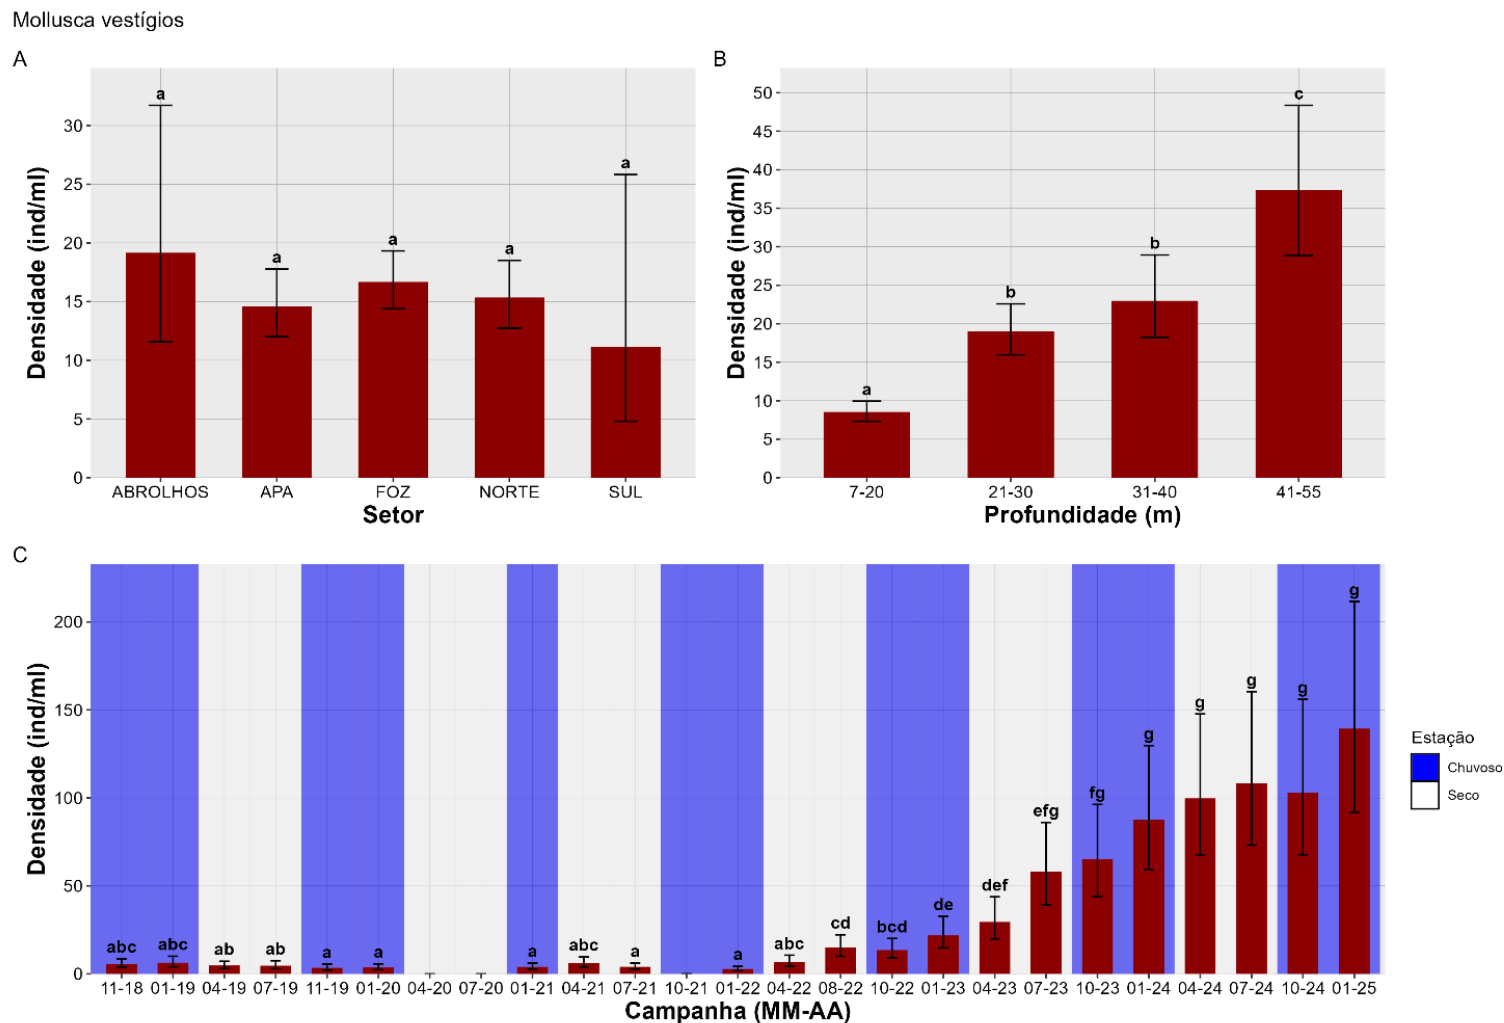 Mollusca vestígios
A
Densidade (ind/ml)
30
25
20
15
10
5
0
a
a
a
a
a
ABROLHOS APA FOZ NORTE SUL
Setor
B
Densidade (ind/ml)
50
45
40
35
30
25
20
15
10
5
0
a
b
b
c
7-20 21-30 31-40 41-55
Profundidade (m)
C
Densidade (ind/ml)
200
150
100
50
0
abc abc ab ab a a a abc a a abc cd bcd de def efg fg g g g g g
11-18 01-19 04-19 07-19 11-19 01-20 04-20 07-20 01-21 04-21 07-21 10-21 01-22 04-22 08-22 10-22 01-23 04-23 07-23 10-23 01-24 04-24 07-24 10-24 01-25
Campanha (MM-AA)
Estação
Chuvoso
Seco